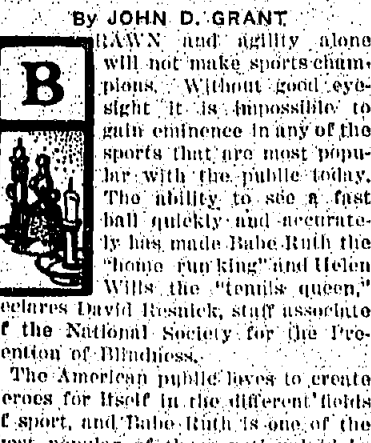 By JOHN D. GRANT
BRAWN and agility alone
will not make sports cham-
pions. Without good eye-
sight it is impossible to
gain eminence in any of the
sports that are most popu-
lar with the public today.
The ability to see a fast
ball quickly and accurate-
ly has made Babe Ruth the
"home run king" and Helen
Wills the "tennis queen,"
eclares David Resnick, staff associate
f the National Society for the Pre-
ention of Blindness.
The American public loves to create
eroes for itself in the different fields
f sport, and Babe Ruth is one of the